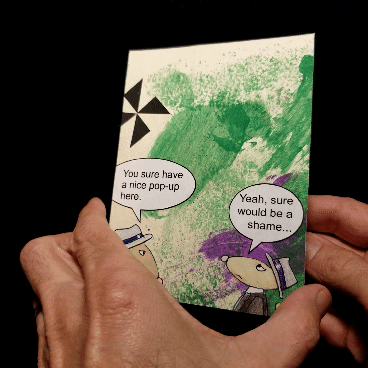 You sure have
a nice pop-up
here.
Yeah, sure
would be a
shame...